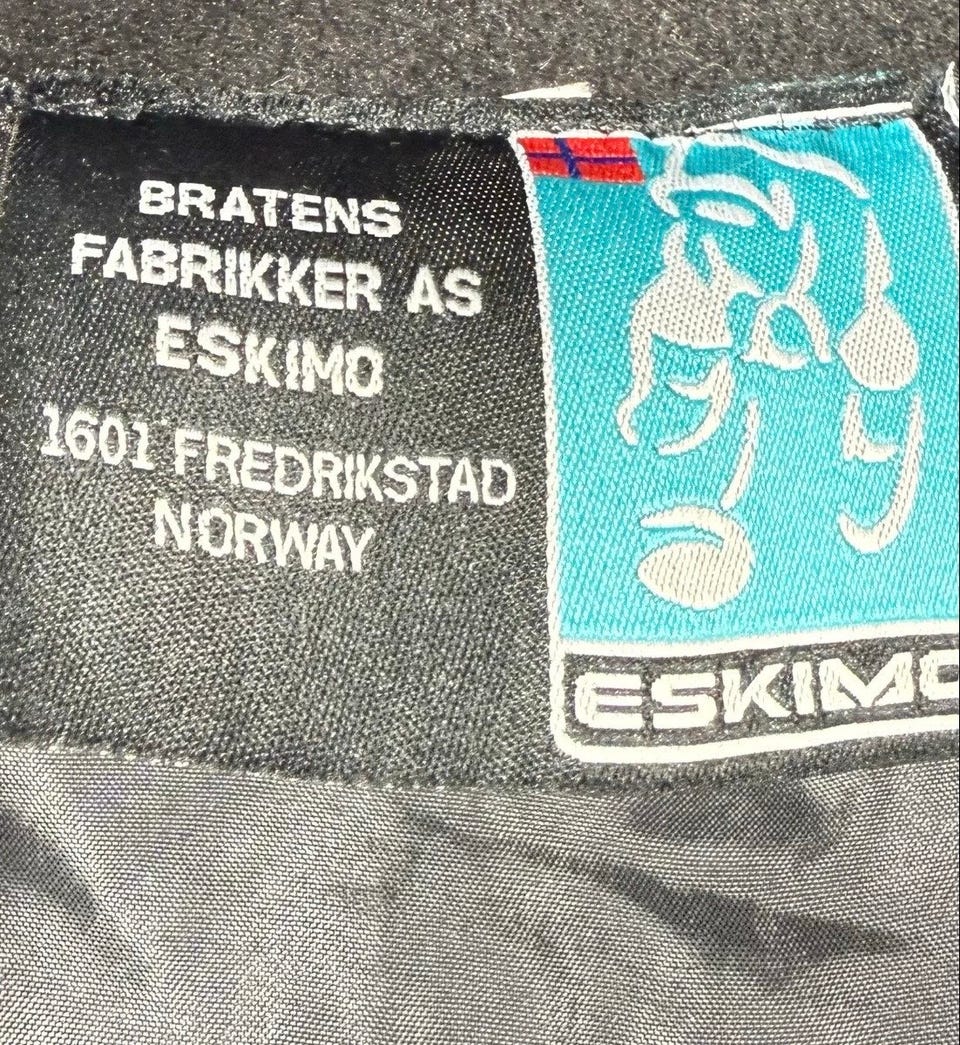 BRATENS
FABRIKKER AS
ESKIMO
1601 FREDRIKSTAD
NORWAY
ESKIMO